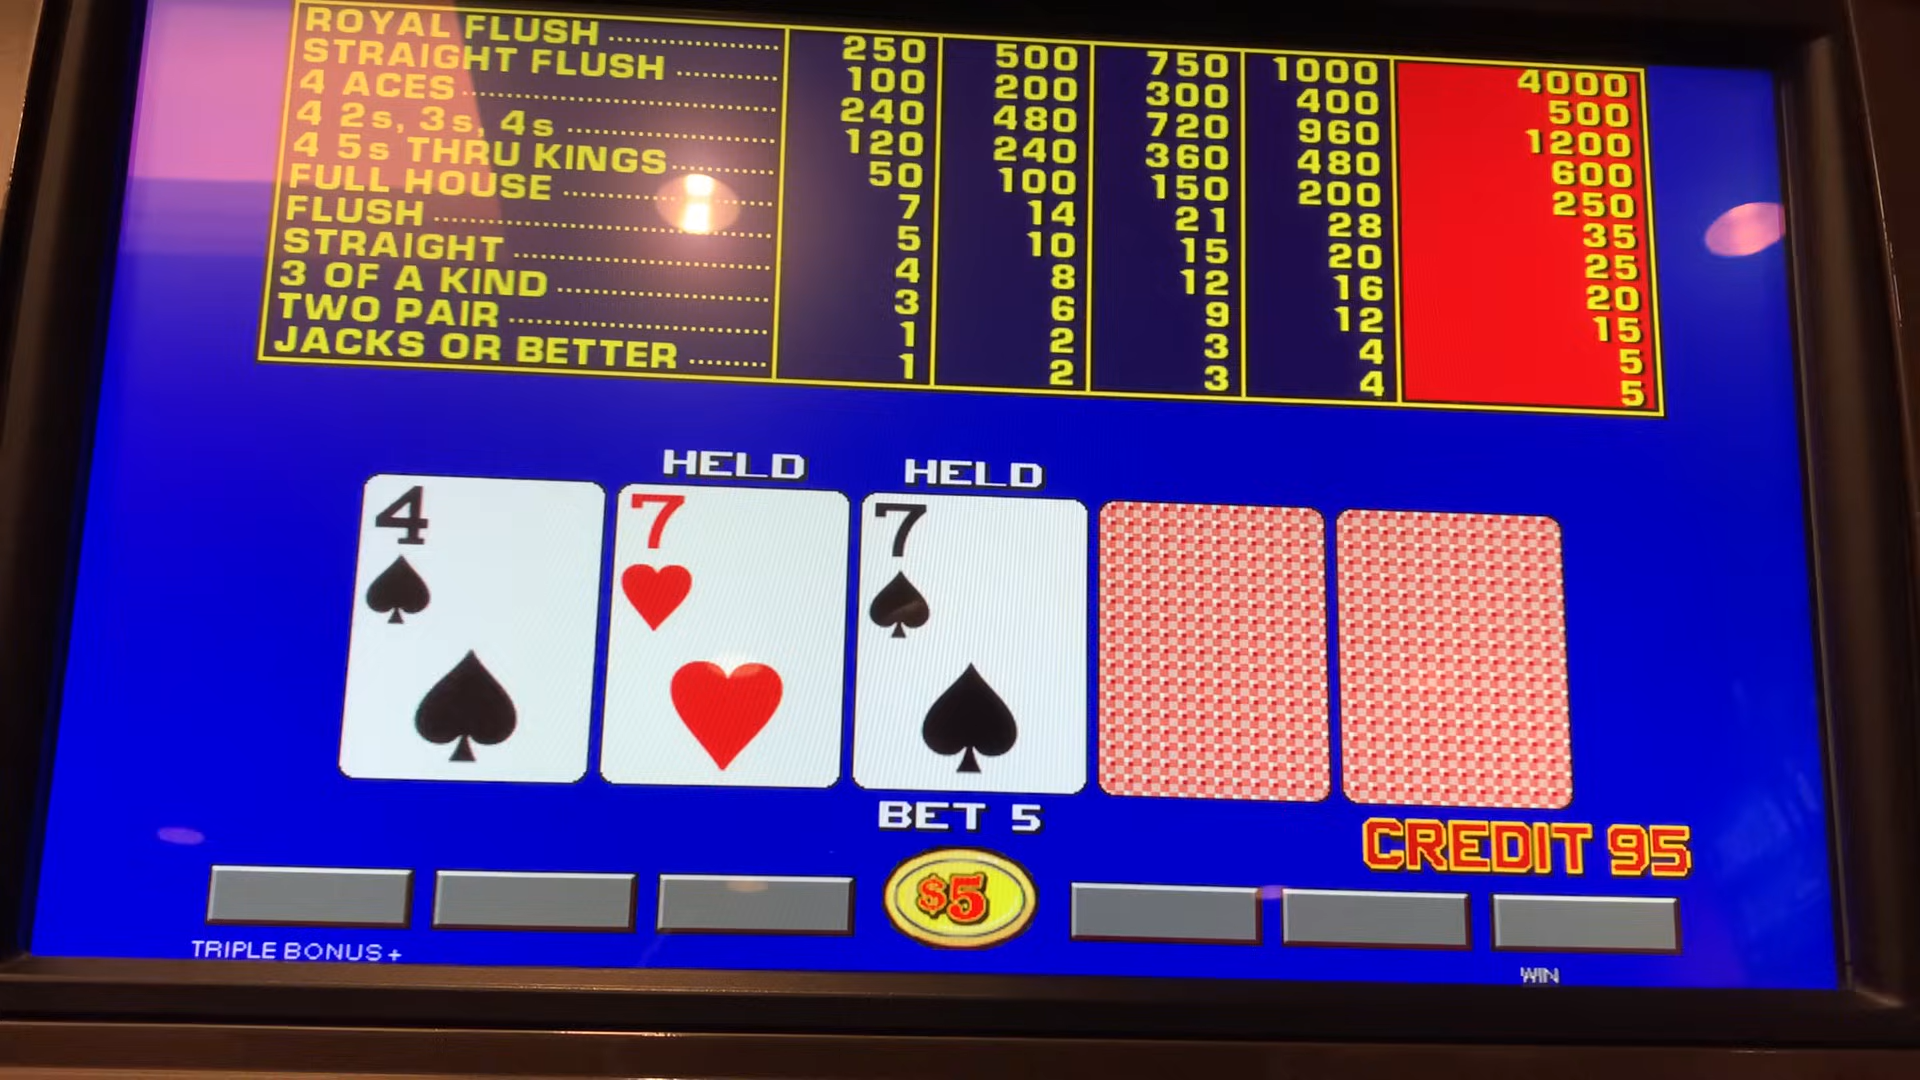 ROYAL FLUSH 250 500 750 1000 4000
STRAIGHT FLUSH 100 200 300 400 500
4 ACES 240 480 720 960 1200
4 2s, 3s, 4s 120 240 360 480 600
4 5s THRU KINGS 50 100 150 200 250
FULL HOUSE 7 14 21 28 35
FLUSH 5 10 15 20 25
STRAIGHT 4 8 12 16 20
3 OF A KIND 3 6 9 12 15
TWO PAIR 1 2 3 4 5
JACKS OR BETTER 1 2 3 4 5
HELD HELD
4 7 7
BET 5
CREDIT 95
$5
TRIPLE BONUS +
WIN